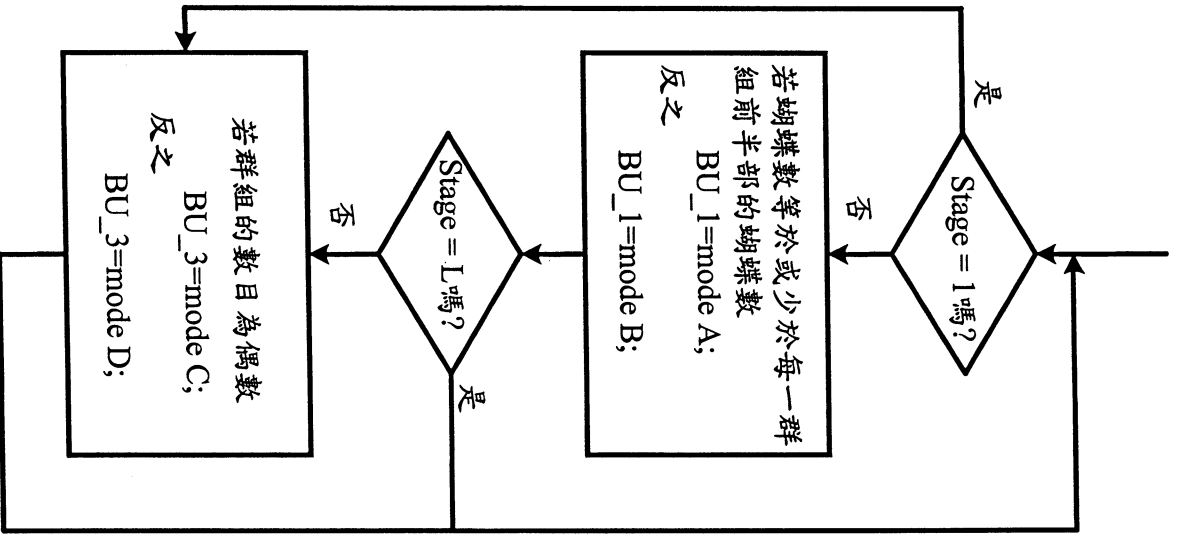 是
Stage = 1嗎?
否
若蝴蝶數等於或少於每一群
組前半部的蝴蝶數
BU_1=mode A;
反之
BU_1=mode B;
Stage = L嗎?
是
否
若群組的數目為偶數
BU_3=mode C;
反之
BU_3=mode D;